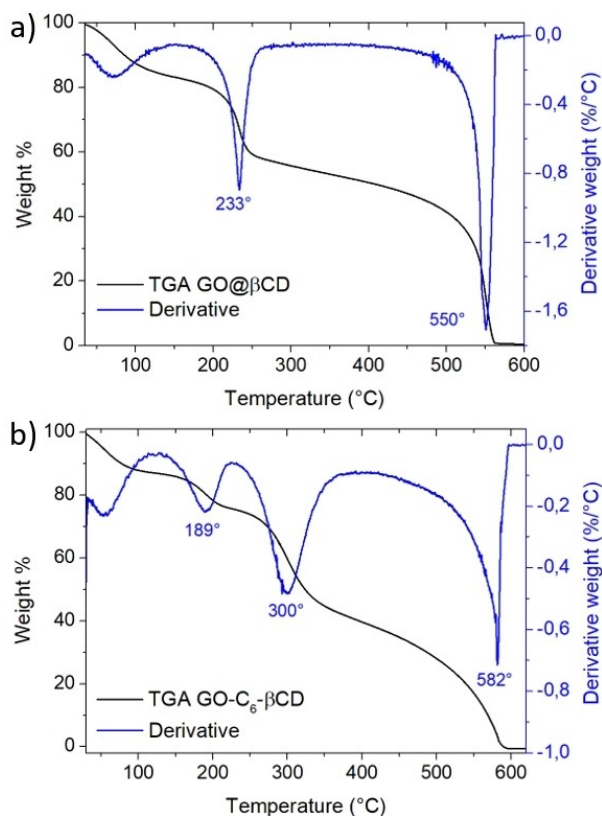 a)
100
80
60
40
20
0
Weight %
0,0
-0,4
-0,8
-1,2
-1,6
Derivative weight (%/°C)
233°
550°
TGA GO@βCD
Derivative
100 200 300 400 500 600
Temperature (°C)
b)
100
80
60
40
20
0
Weight %
0,0
-0,2
-0,4
-0,6
-0,8
-1,0
Derivative weight (%/°C)
189°
300°
582°
TGA GO-C₆-βCD
Derivative
100 200 300 400 500 600
Temperature (°C)